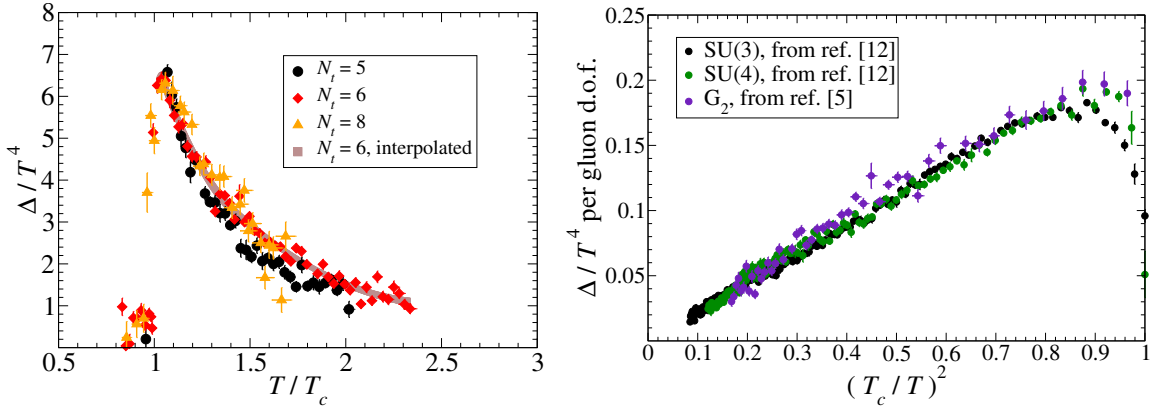 8
7
6
5
4
3
2
1
Δ / T^4
N_t = 5
N_t = 6
N_t = 8
N_t = 6, interpolated
0.5
1
1.5
2
2.5
3
T / T_c
0.25
0.20
0.15
0.10
0.05
Δ / T^4 per gluon d.o.f.
SU(3), from ref. [12]
SU(4), from ref. [12]
G_2, from ref. [5]
0
0.1
0.2
0.3
0.4
0.5
0.6
0.7
0.8
0.9
1
( T_c / T )^2